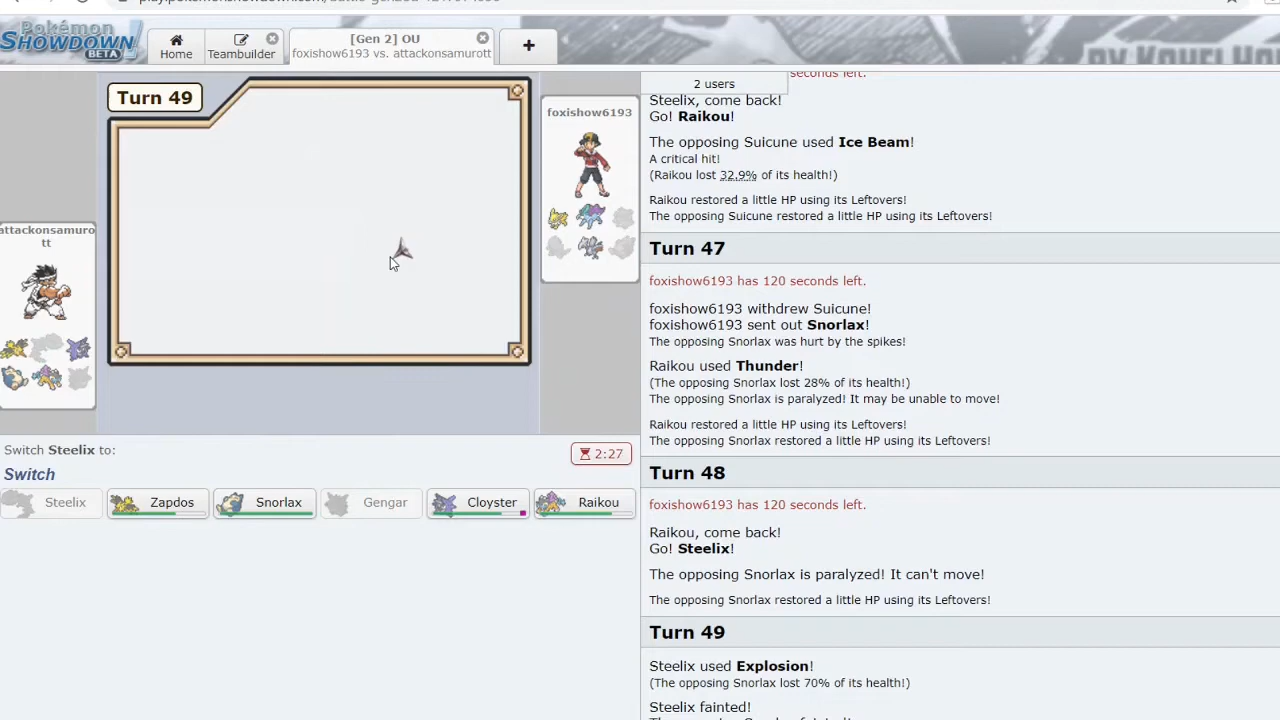 Pokémon
SHOWDOWN
BETA
Home
Teambuilder
[Gen 2] OU
foxishow6193 vs. attackonsamurott
+
2 users
seconds left.
Turn 49
foxishow6193
attackonsamuro
tt
Steelix, come back!
Go! Raikou!
The opposing Suicune used Ice Beam!
A critical hit!
(Raikou lost 32.9% of its health!)
Raikou restored a little HP using its Leftovers!
The opposing Suicune restored a little HP using its Leftovers!
Turn 47
foxishow6193 has 120 seconds left.
foxishow6193 withdrew Suicune!
foxishow6193 sent out Snorlax!
The opposing Snorlax was hurt by the spikes!
Raikou used Thunder!
(The opposing Snorlax lost 28% of its health!)
The opposing Snorlax is paralyzed! It may be unable to move!
Raikou restored a little HP using its Leftovers!
The opposing Snorlax restored a little HP using its Leftovers!
Turn 48
foxishow6193 has 120 seconds left.
Raikou, come back!
Go! Steelix!
The opposing Snorlax is paralyzed! It can't move!
The opposing Snorlax restored a little HP using its Leftovers!
Turn 49
Steelix used Explosion!
(The opposing Snorlax lost 70% of its health!)
Steelix fainted!
Switch Steelix to:
2:27
Switch
Steelix
Zapdos
Snorlax
Gengar
Cloyster
Raikou